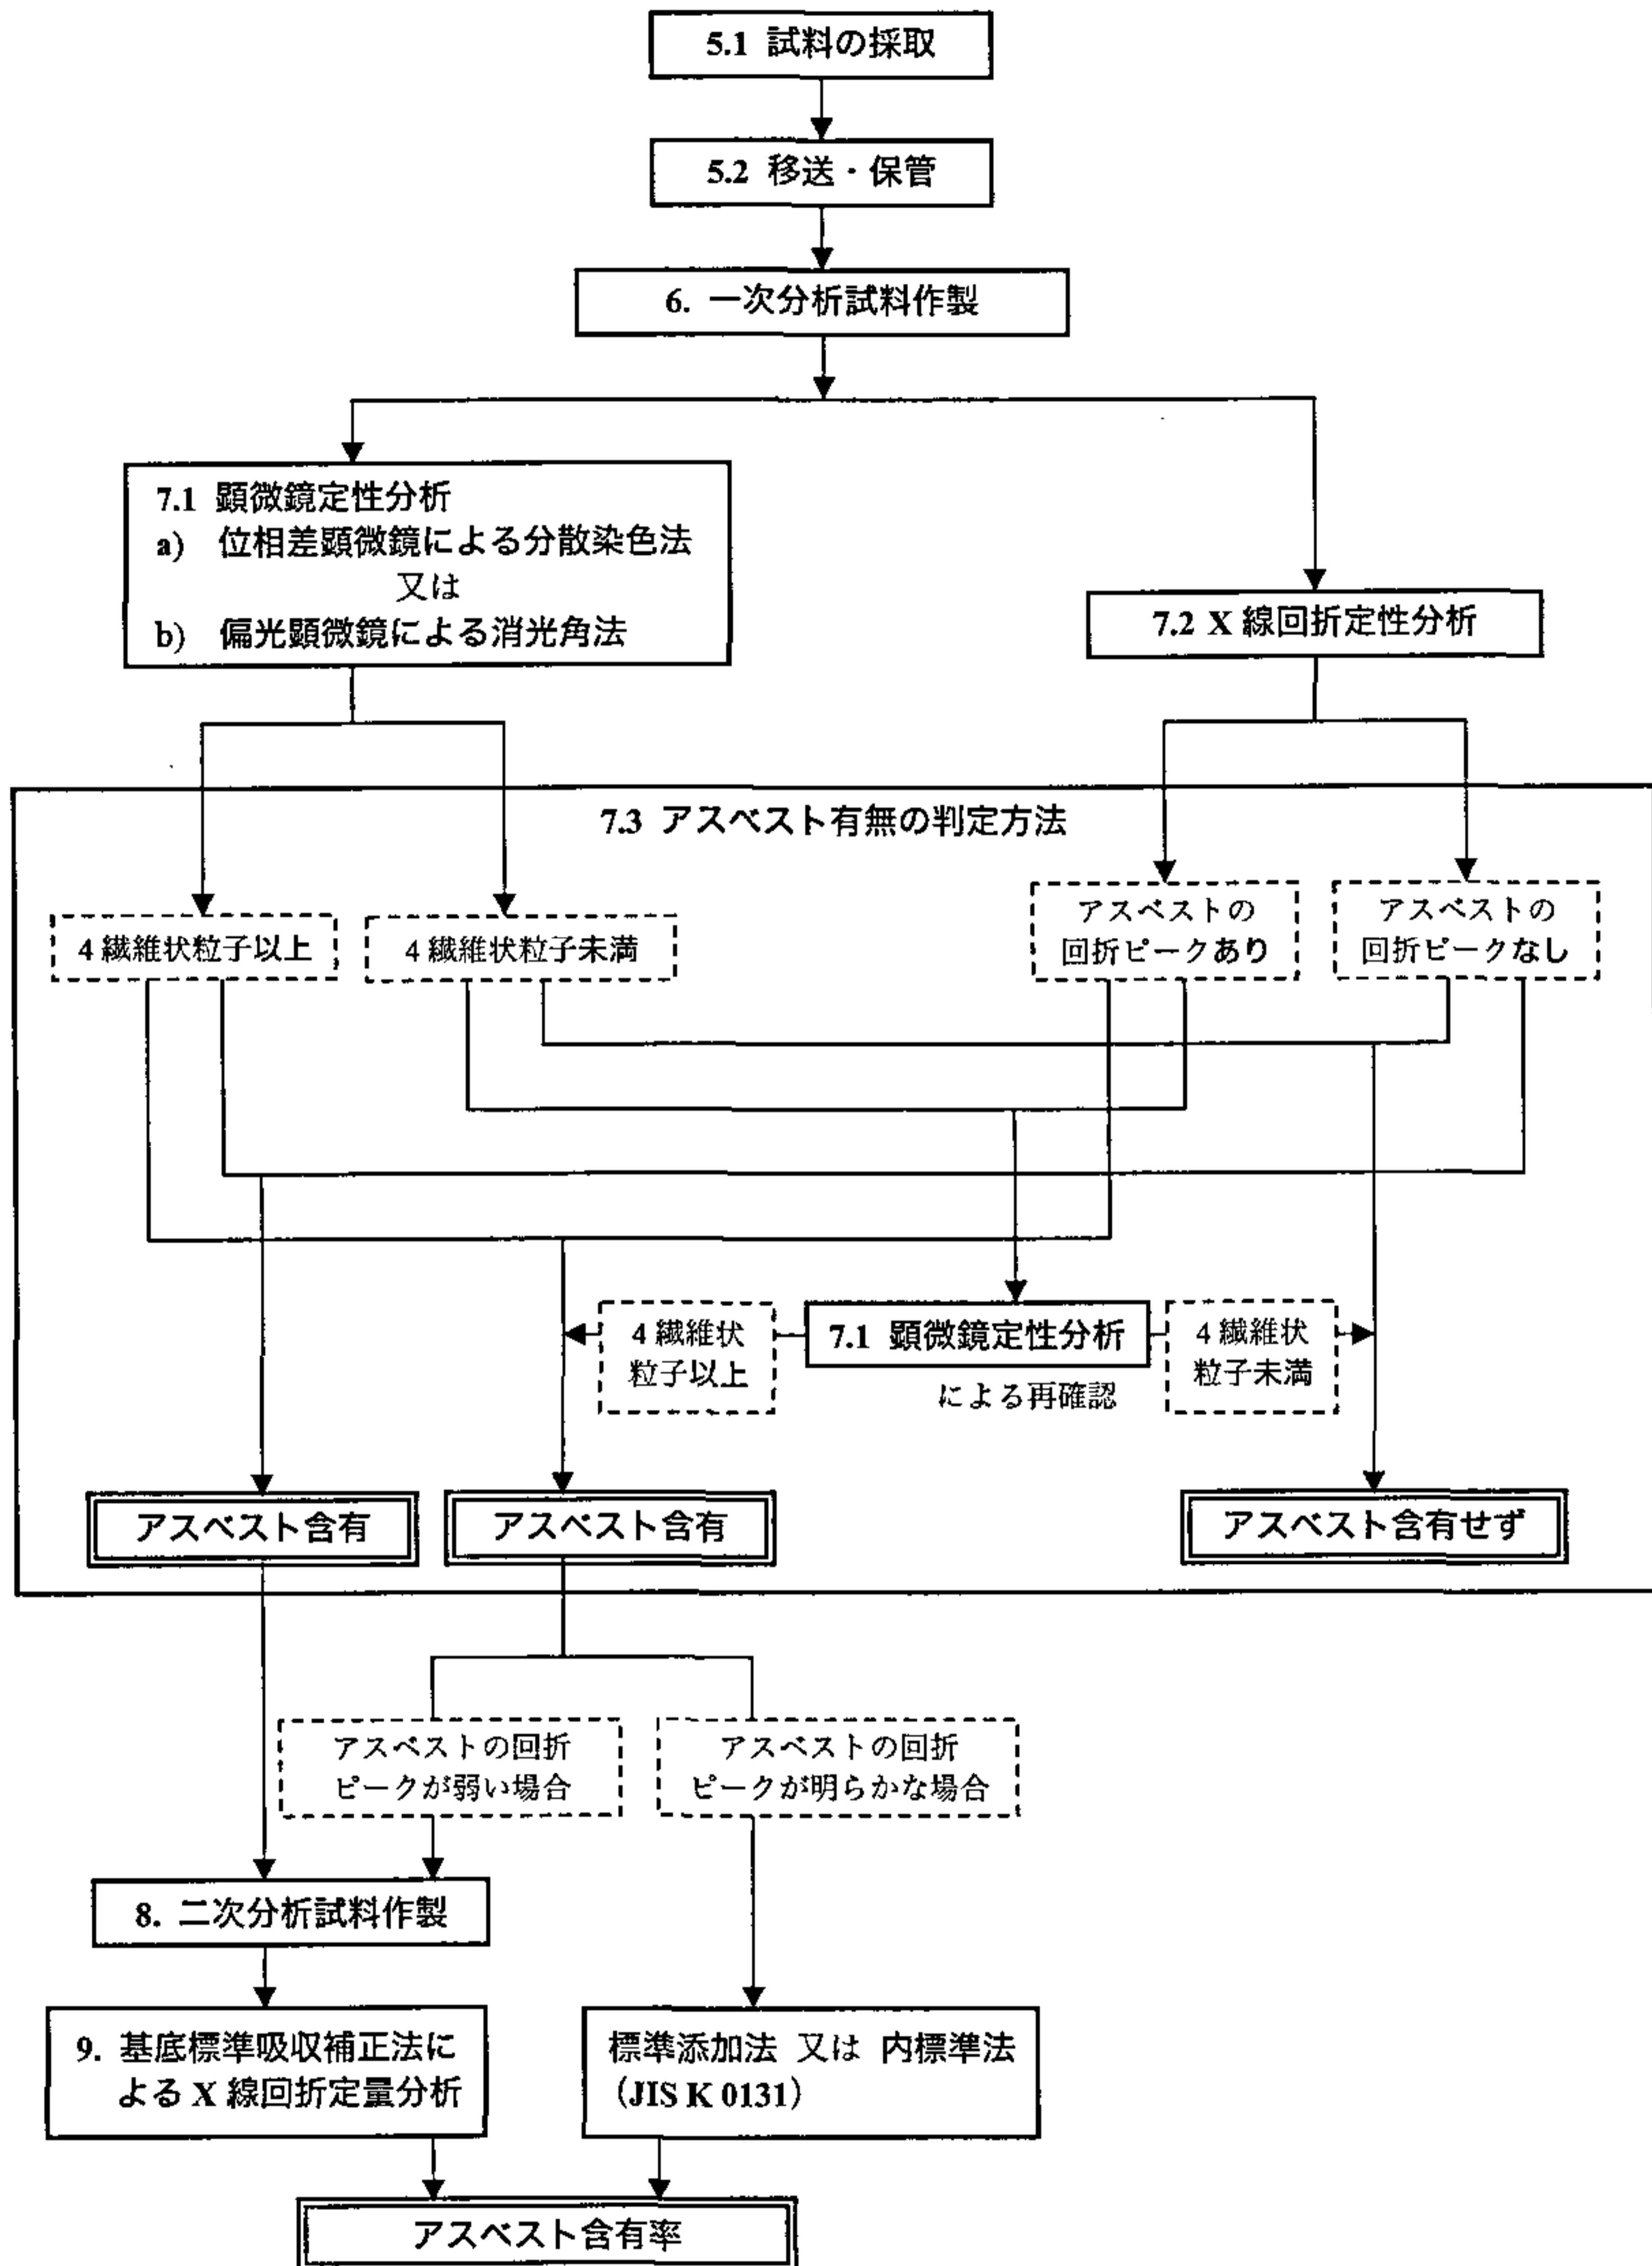 5.1 試料の採取
5.2 移送・保管
6. 一次分析試料作製
7.1 顕微鏡定性分析
a) 位相差顕微鏡による分散染色法
又は
b) 偏光顕微鏡による消光角法
7.2 X 線回折定性分析
7.3 アスベスト有無の判定方法
4 繊維状粒子以上
4 繊維状粒子未満
アスベストの
回折ピークあり
アスベストの
回折ピークなし
4 繊維状
粒子以上
7.1 顕微鏡定性分析
による再確認
4 繊維状
粒子未満
アスベスト含有
アスベスト含有
アスベスト含有せず
アスベストの回折
ピークが弱い場合
アスベストの回折
ピークが明らかな場合
8. 二次分析試料作製
9. 基底標準吸収補正法に
よる X 線回折定量分析
標準添加法 又は 内標準法
(JIS K 0131)
アスベスト含有率